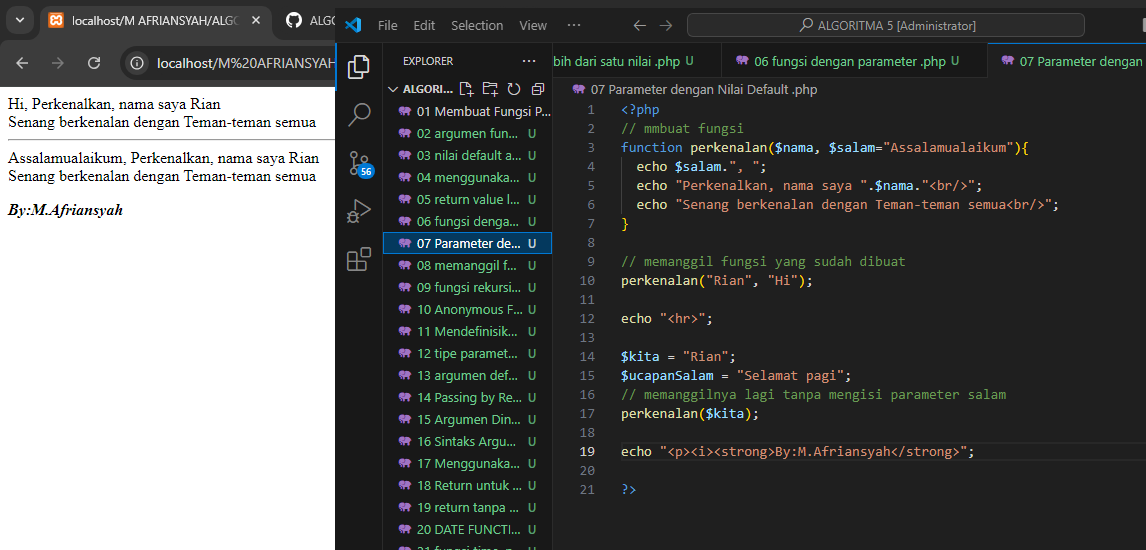 localhost/M AFRIANSYAH/ALGO
ALGO
localhost/M%20AFRIANSYAH
Hi, Perkenalkan, nama saya Rian
Senang berkenalan dengan Teman-teman semua
Assalamualaikum, Perkenalkan, nama saya Rian
Senang berkenalan dengan Teman-teman semua
By:M.Afriansyah
File Edit Selection View ···
ALGORITMA 5 [Administrator]
EXPLORER ···
ALGORI...
56
01 Membuat Fungsi P...
02 argumen fun... U
03 nilai default a... U
04 menggunaka... U
05 return value l... U
06 fungsi denga... U
07 Parameter de... U
08 memanggil f... U
09 fungsi rekursi... U
10 Anonymous F... U
11 Mendefinisik... U
12 tipe paramet... U
13 argumen def... U
14 Passing by Re... U
15 Argumen Din... U
16 Sintaks Argu... U
17 Menggunaka... U
18 Return untuk ... U
19 return tanpa ... U
20 DATE FUNCTI... U
bih dari satu nilai .php U
06 fungsi dengan parameter .php U
07 Parameter dengan
07 Parameter dengan Nilai Default .php
1 <?php
2 // mmbuat fungsi
3 function perkenalan($nama, $salam="Assalamualaikum"){
4 echo $salam.", ";
5 echo "Perkenalkan, nama saya ".$nama."<br/>";
6 echo "Senang berkenalan dengan Teman-teman semua<br/>";
7 }
8
9 // memanggil fungsi yang sudah dibuat
10 perkenalan("Rian", "Hi");
11
12 echo "<hr>";
13
14 $kita = "Rian";
15 $ucapanSalam = "Selamat pagi";
16 // memanggilnya lagi tanpa mengisi parameter salam
17 perkenalan($kita);
18
19 echo "<p><i><strong>By:M.Afriansyah</strong>";
20
21 ?>